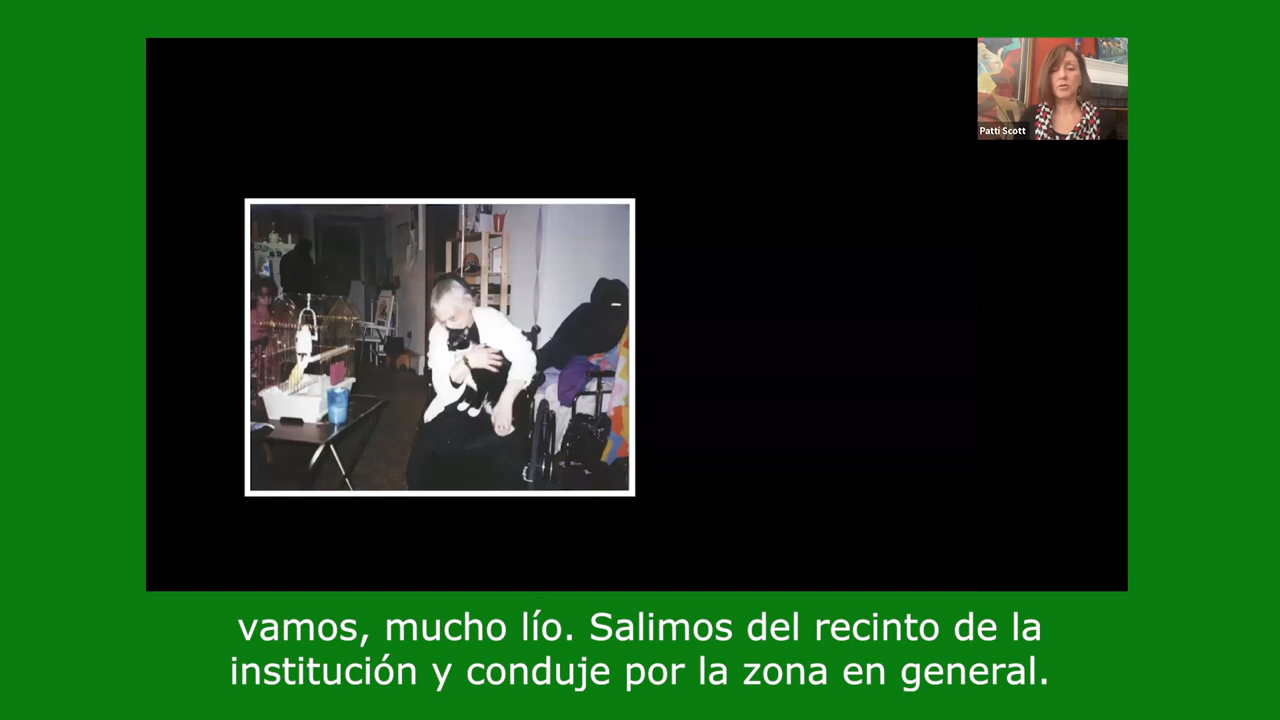 Patti Scott
vamos, mucho lío. Salimos del recinto de la
institución y conduje por la zona en general.